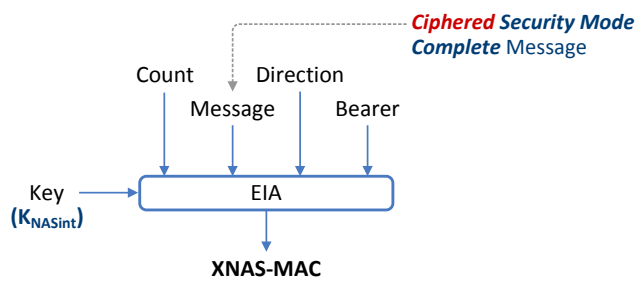 Ciphered Security Mode
Complete Message
Count
Direction
Message
Bearer
Key
(KNASint)
EIA
XNAS-MAC